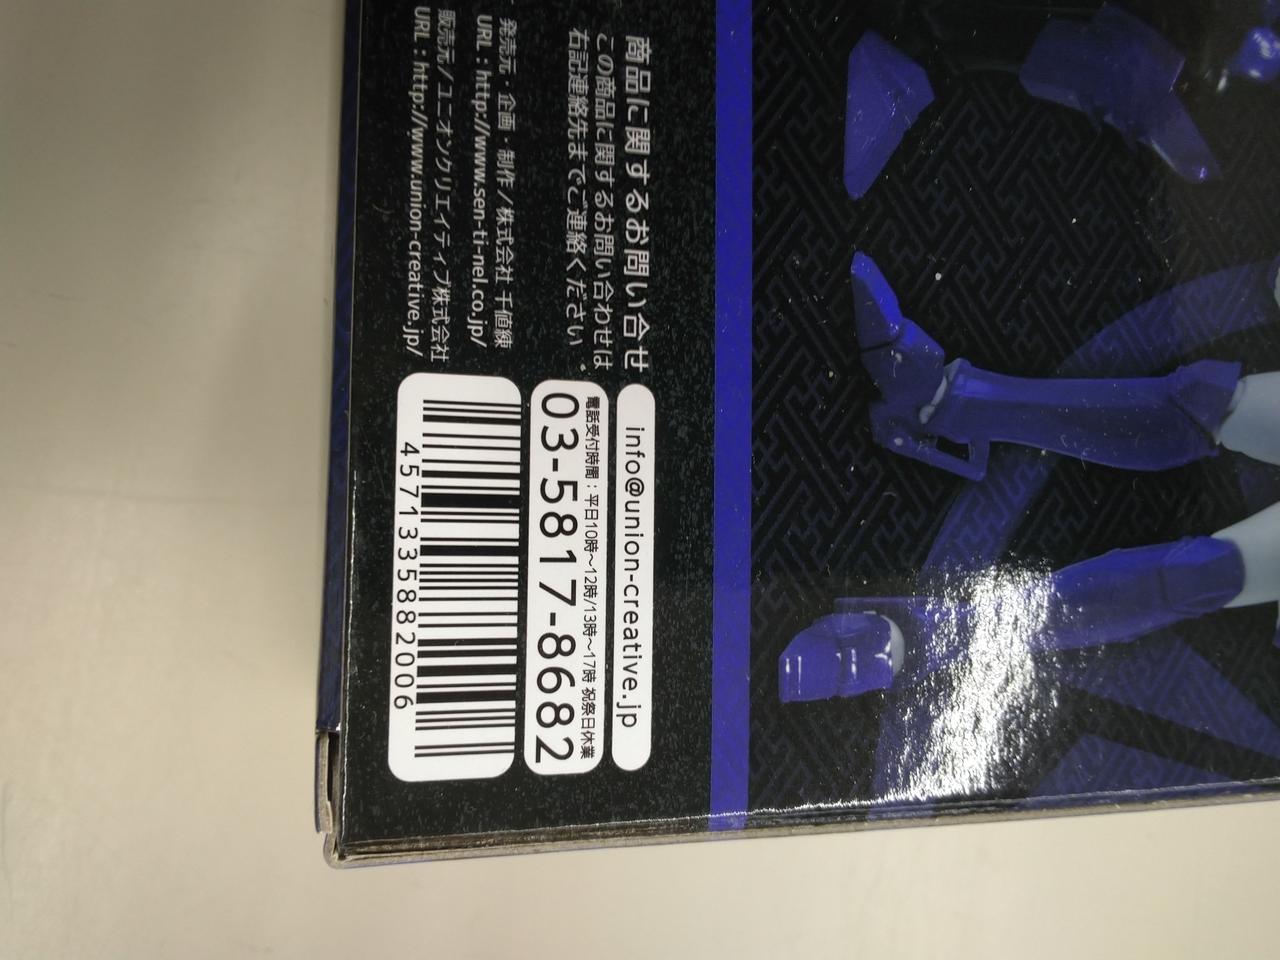 商品に関するお問い合せ
この商品に関するお問い合わせは
右記連絡先までご連絡ください。
発売元・企画・制作/株式会社 千値練
URL:http://www.sen-ti-nel.co.jp/
販売元/ユニオンクリエイティブ株式会社
URL:http://www.union-creative.jp/
info@union-creative.jp
電話受付時間:平日10時～12時/13時～17時 祝祭日休業
03-5817-8682
4571335882006